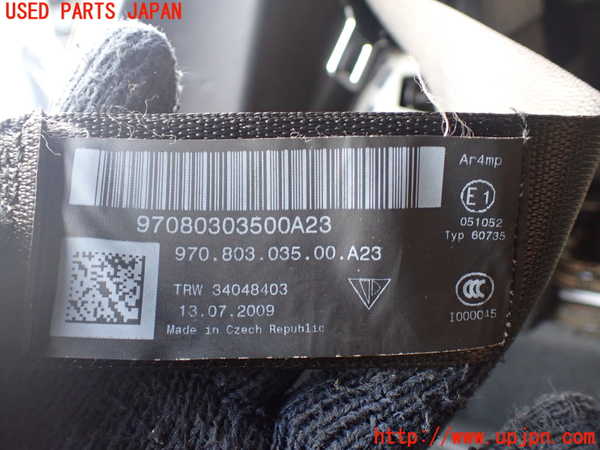 USED PARTS JAPAN
97080303500A23
970.803.035.00.A23
TRW 34048403
13.07.2009
Made in Czech Republic
Ar4mp
E1
051052
Typ 60735
CCC
I000045
http://www.upjpn.com/